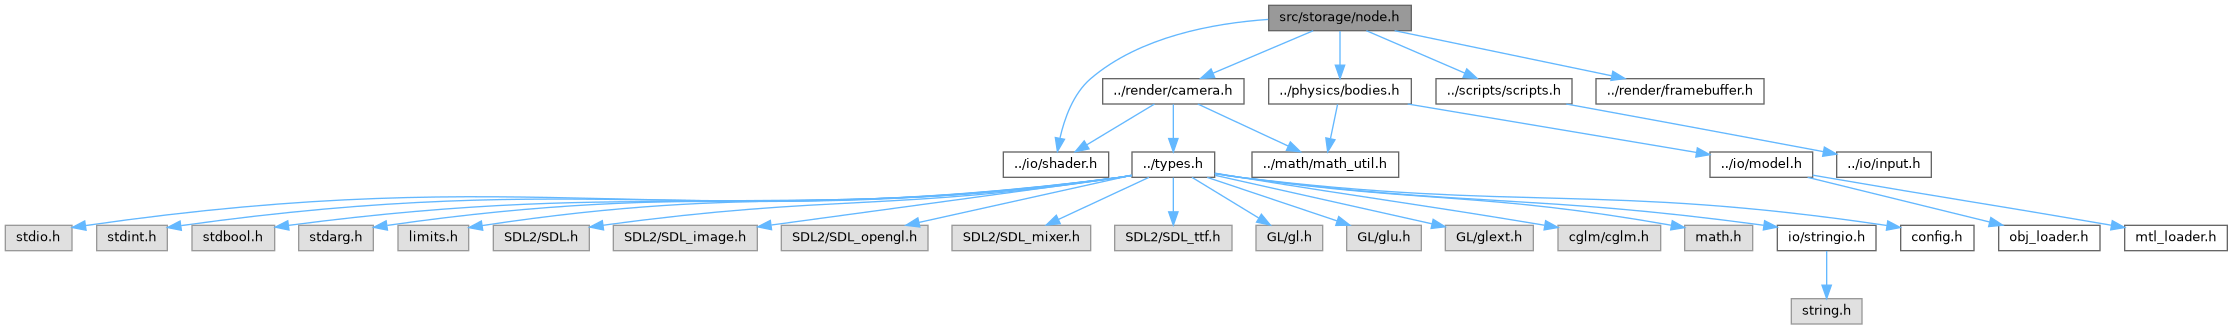 src/storage/node.h
../render/camera.h
../physics/bodies.h
../scripts/scripts.h
../render/framebuffer.h
../io/shader.h
../types.h
../math/math_util.h
../io/model.h
../io/input.h
stdio.h
stdint.h
stdbool.h
stdarg.h
limits.h
SDL2/SDL.h
SDL2/SDL_image.h
SDL2/SDL_opengl.h
SDL2/SDL_mixer.h
SDL2/SDL_ttf.h
GL/gl.h
GL/glu.h
GL/glext.h
cglm/cglm.h
math.h
io/stringio.h
config.h
obj_loader.h
mtl_loader.h
string.h